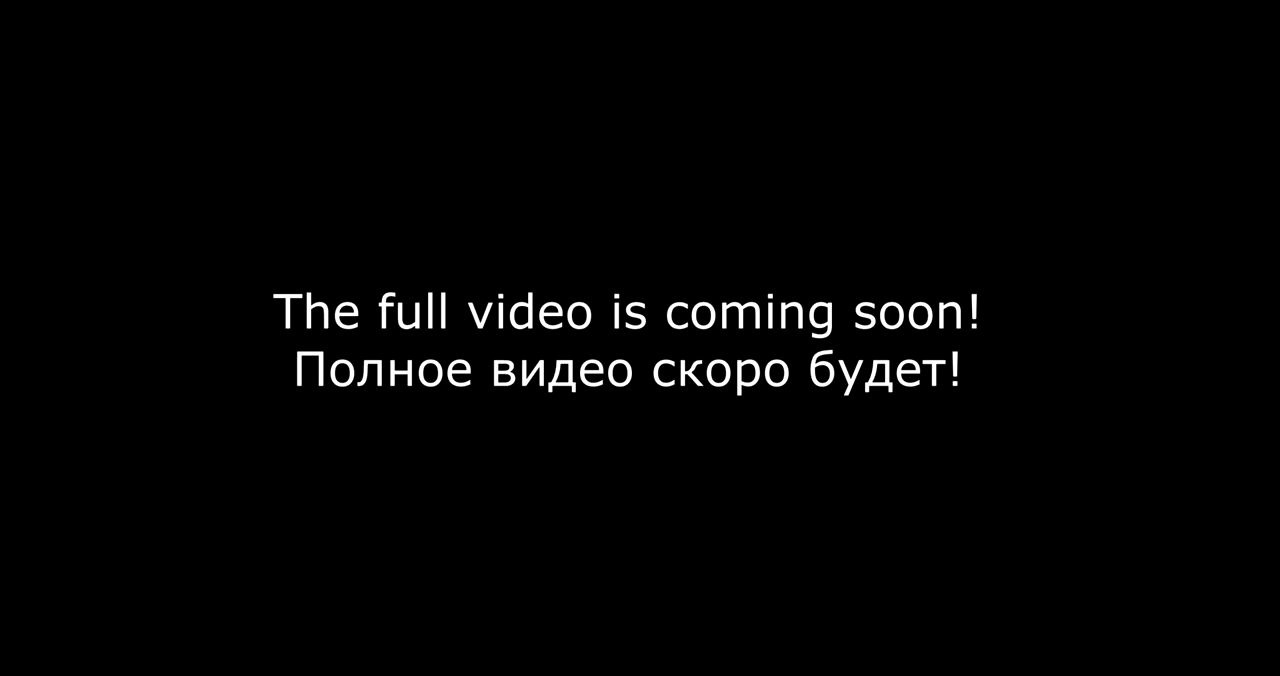 The full video is coming soon!
Полное видео скоро будет!